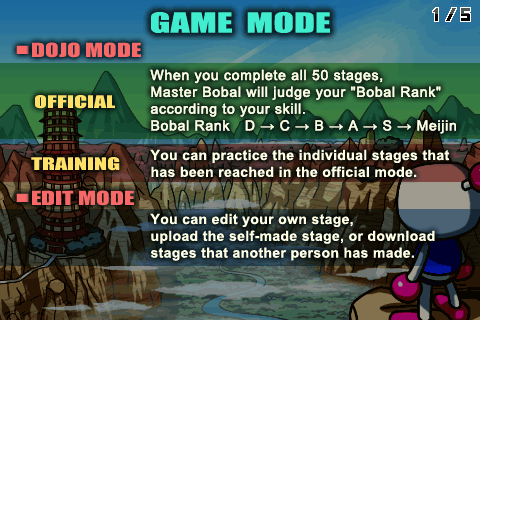 GAME MODE
1/5
■DOJO MODE
OFFICIAL
When you complete all 50 stages,
Master Bobal will judge your "Bobal Rank"
according to your skill.
Bobal Rank D → C → B → A → S → Meijin
TRAINING
You can practice the individual stages that
has been reached in the official mode.
■EDIT MODE
You can edit your own stage,
upload the self-made stage, or download
stages that another person has made.